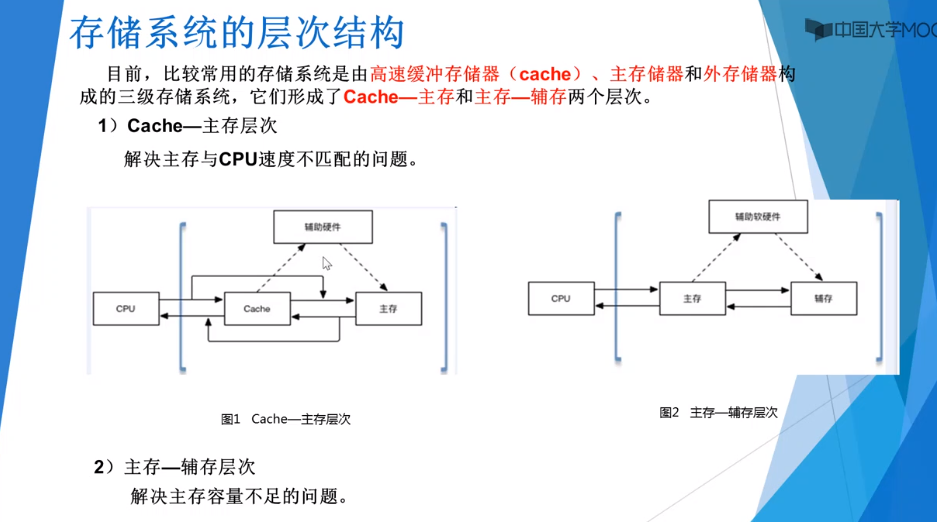 存储系统的层次结构
中国大学MOO
目前，比较常用的存储系统是由高速缓冲存储器（cache）、主存储器和外存储器构
成的三级存储系统，它们形成了Cache—主存和主存—辅存两个层次。
1）Cache—主存层次
解决主存与CPU速度不匹配的问题。
辅助硬件
CPU
Cache
主存
图1 Cache—主存层次
辅助软硬件
CPU
主存
辅存
图2 主存—辅存层次
2）主存—辅存层次
解决主存容量不足的问题。